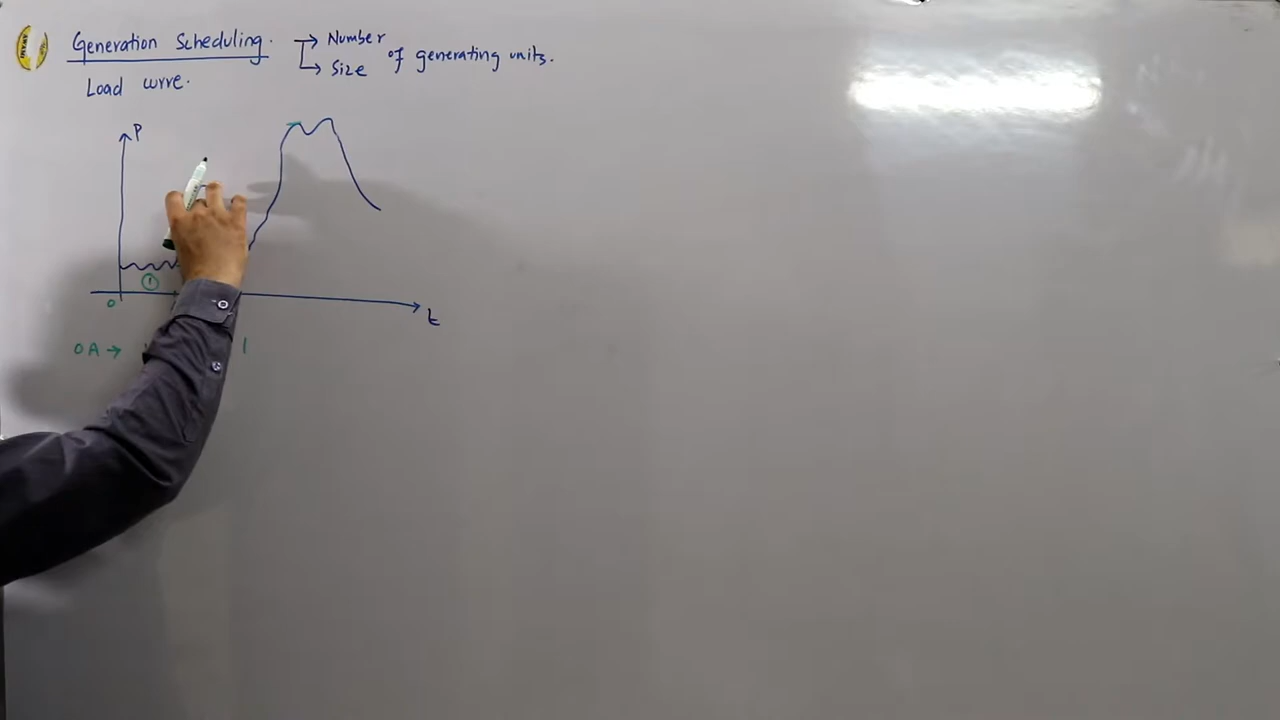 Generation Scheduling. → Number
→ Size of generating units.
Load curve.
P
1
0
t
OA →